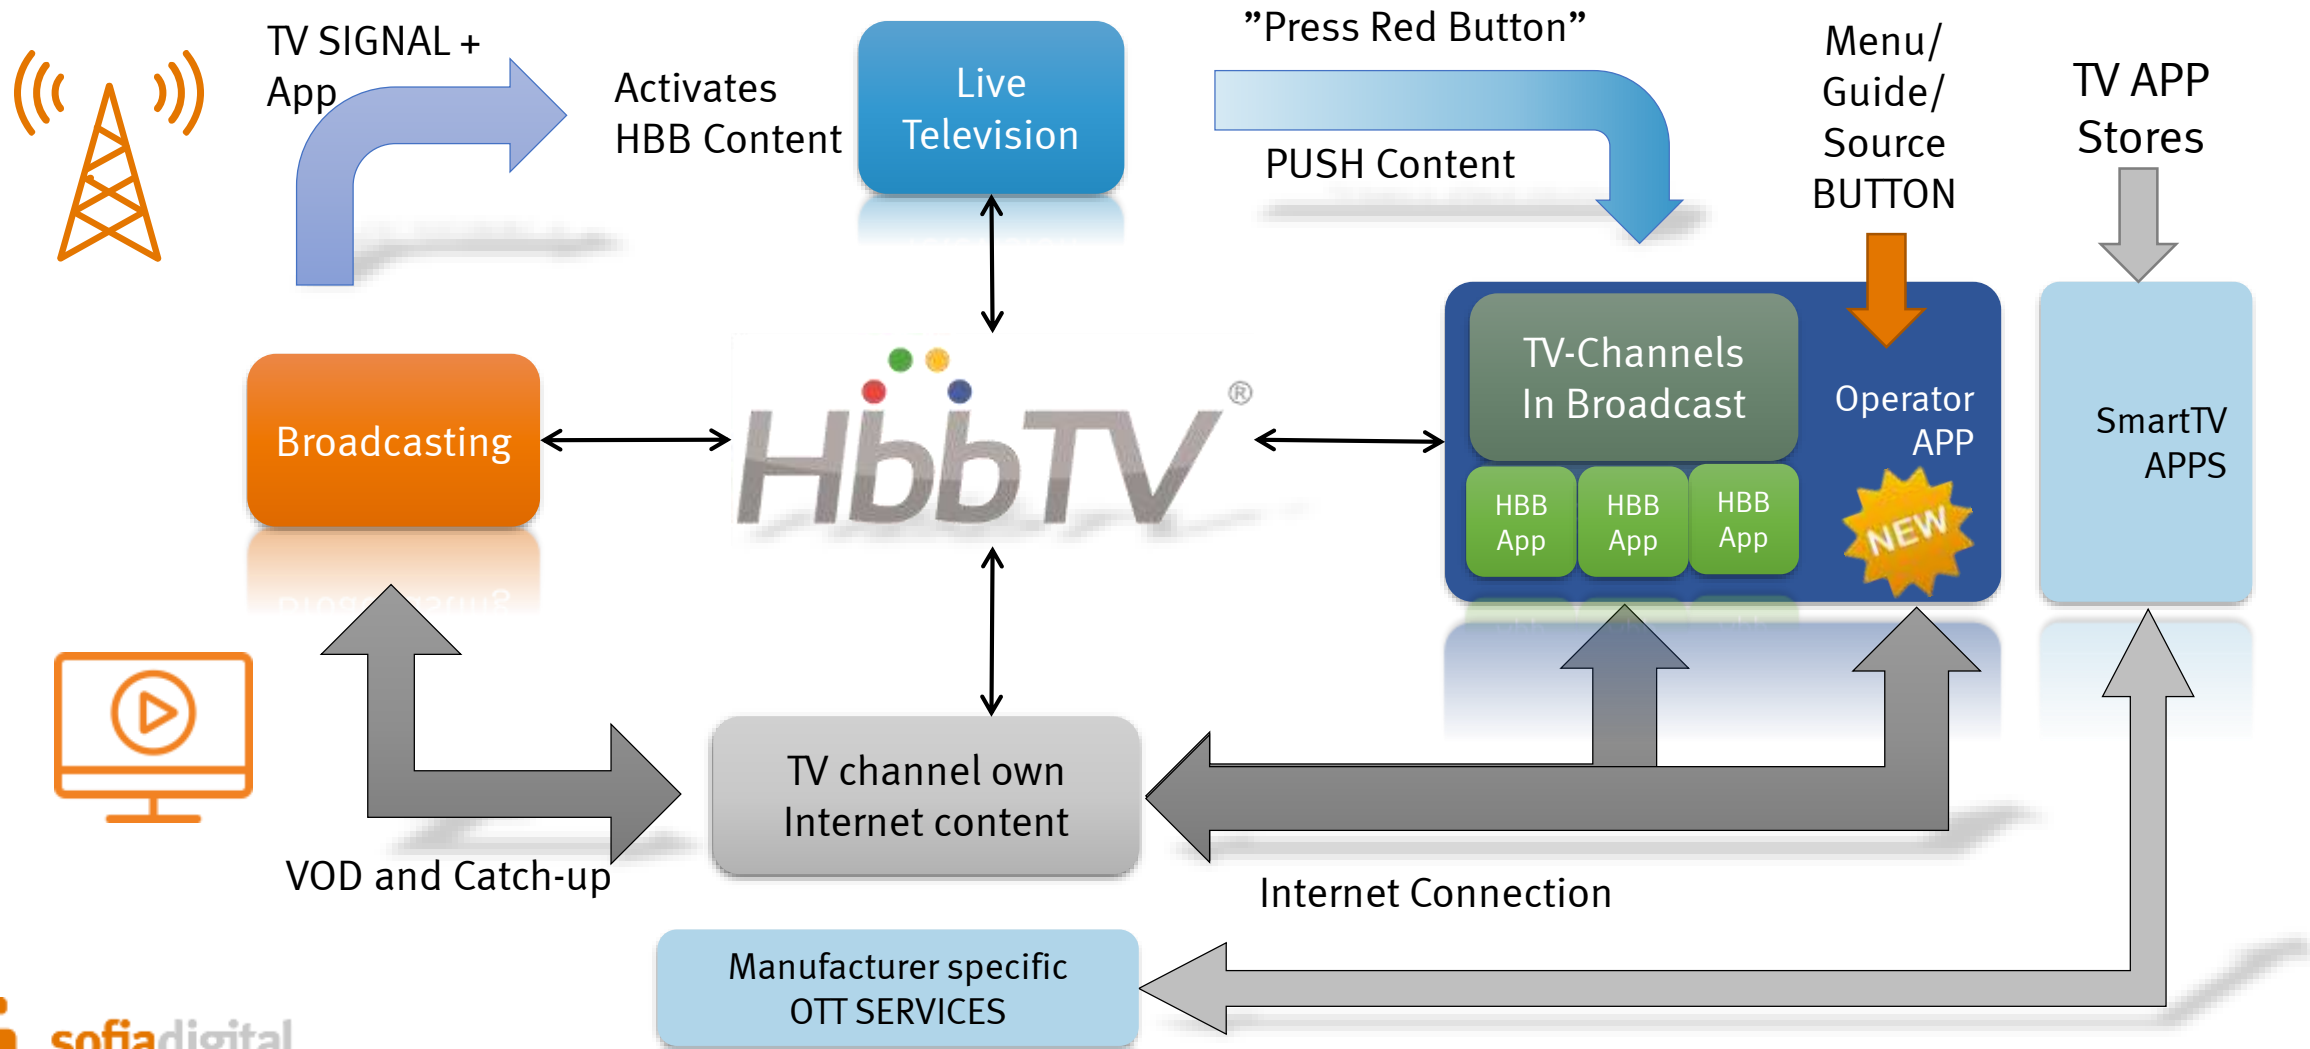 TV SIGNAL +
App
Activates
HBB Content
Live
Television
”Press Red Button”
PUSH Content
Menu/
Guide/
Source
BUTTON
TV APP
Stores
Broadcasting
HbbTV®
TV-Channels
In Broadcast
Operator
APP
NEW
HBB
App
HBB
App
HBB
App
SmartTV
APPS
TV channel own
Internet content
VOD and Catch-up
Internet Connection
Manufacturer specific
OTT SERVICES
sofiadigital